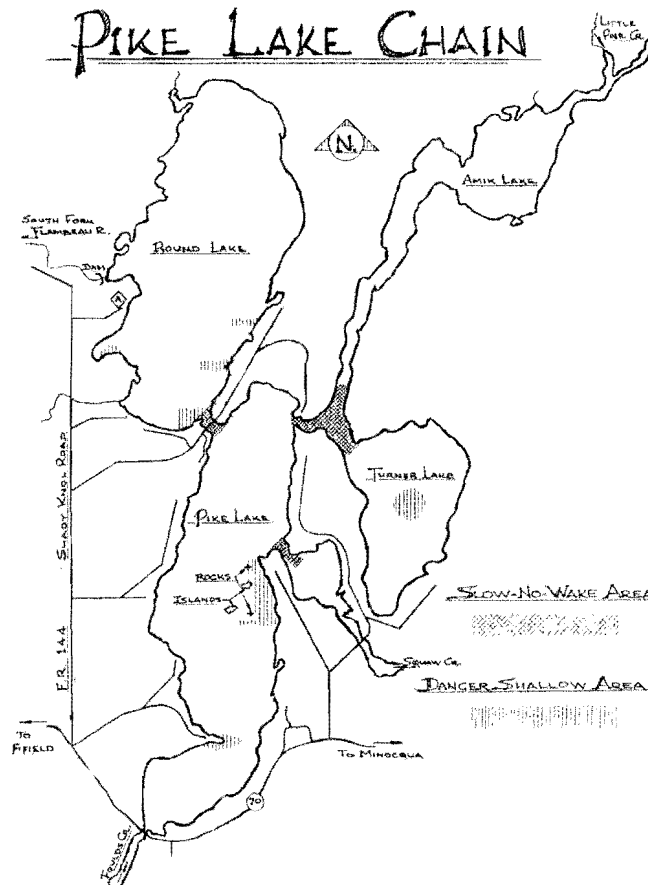 PIKE LAKE CHAIN
LITTLE
PINE CR.
N.
AMIK LAKE
SOUTH FORK
FLAMBEAU R.
ROUND LAKE
DAM
TURNER LAKE
SHADY KNOLL ROAD
PIKE LAKE
ROCKS
ISLANDS
SLOW-NO-WAKE AREA
F.R. 144
SQUAW CR.
DANGER SHALLOW AREA
TO
FIFIELD
TO MINOCQUA
70
FOULDS CR.